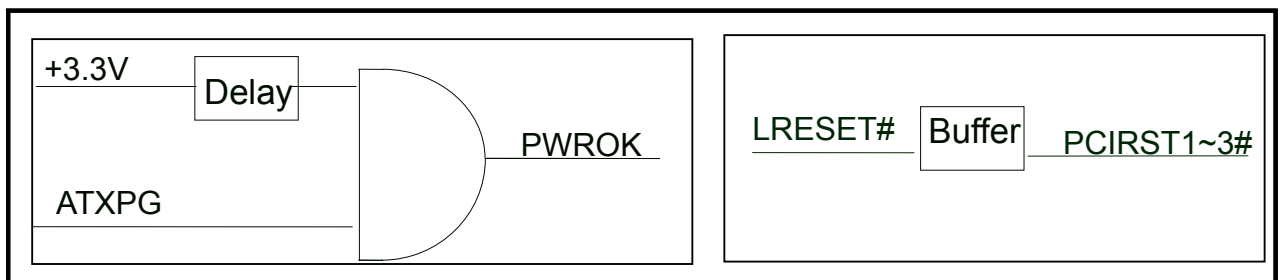 +3.3V
Delay
PWROK
ATXPG
LRESET#
Buffer
PCIRST1~3#